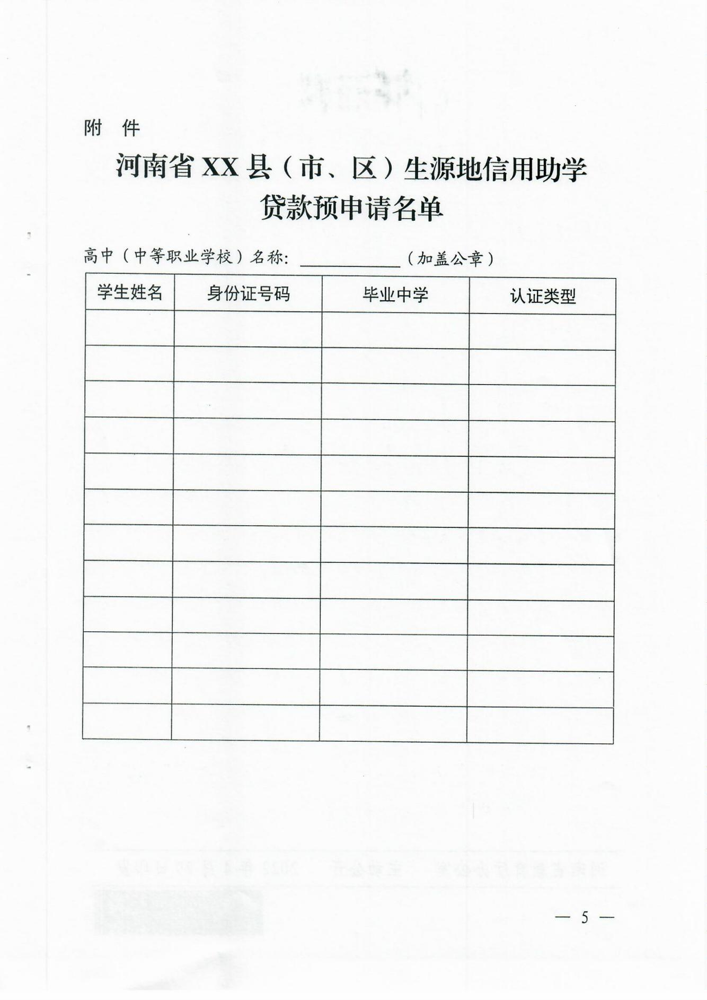 附　件
河南省 XX 县（市、区）生源地信用助学
贷款预申请名单
高中（中等职业学校）名称：____________（加盖公章）
学生姓名 身份证号码 毕业中学 认证类型
— 5 —